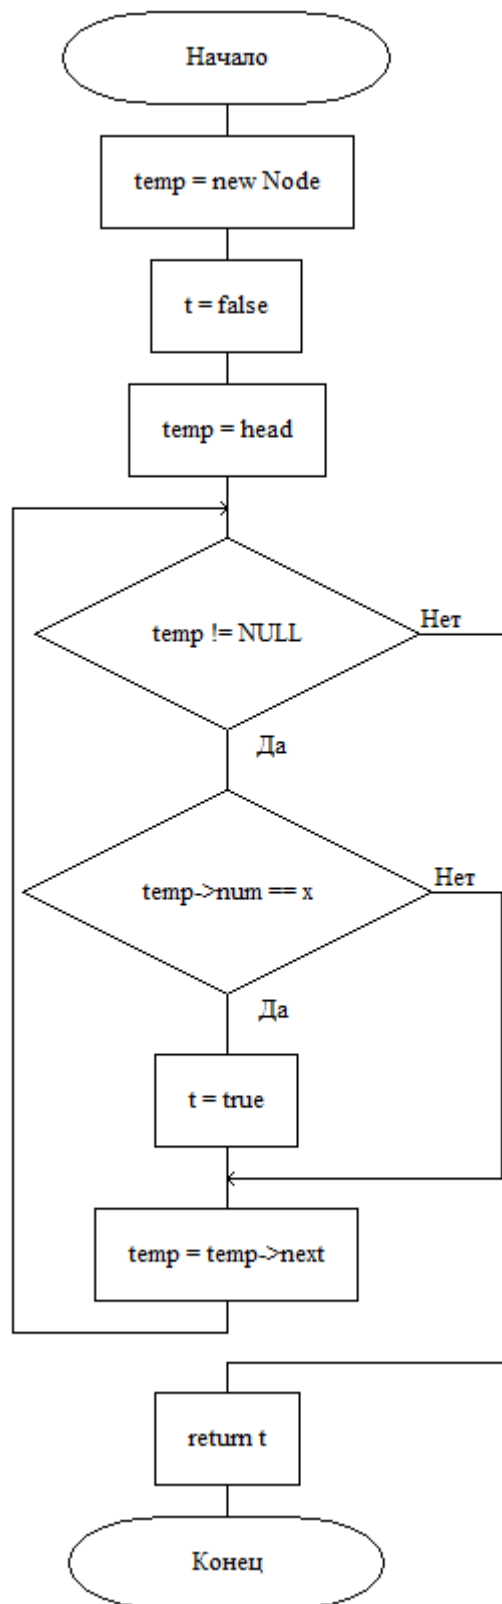 Начало
temp = new Node
t = false
temp = head
temp != NULL
Нет
Да
temp->num == x
Нет
Да
t = true
temp = temp->next
return t
Конец